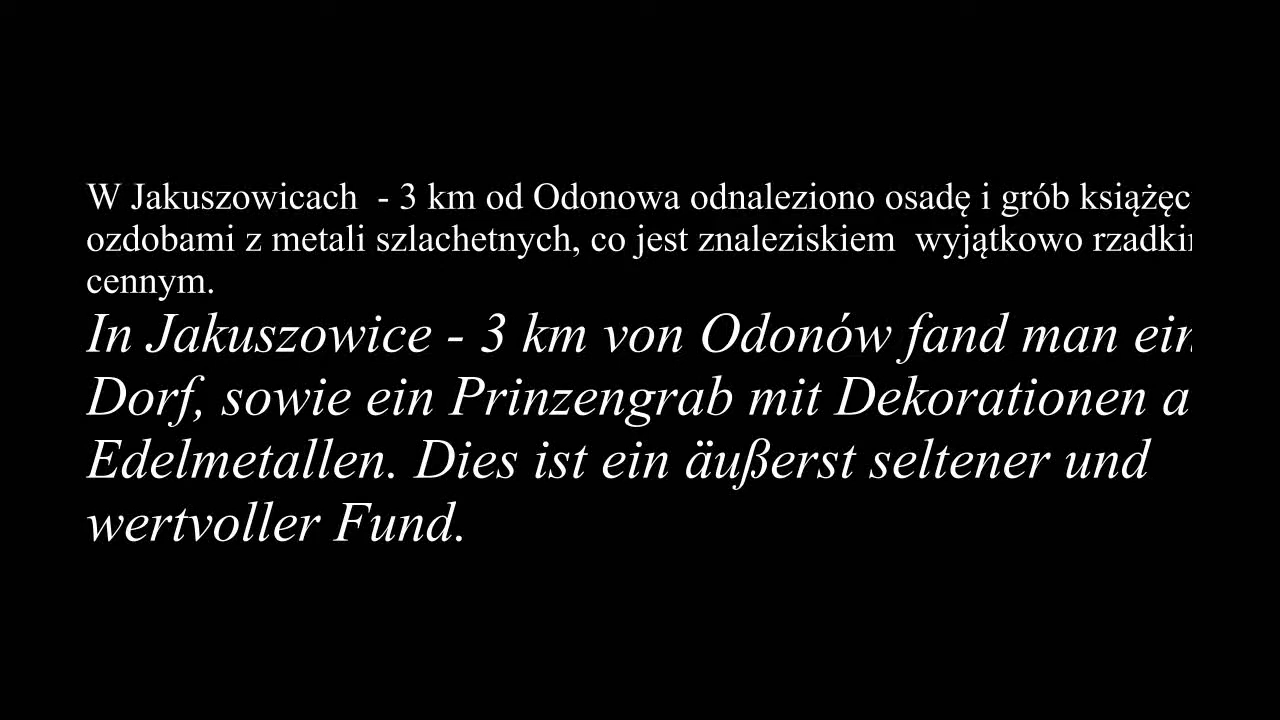 W Jakuszowicach - 3 km od Odonowa odnaleziono osadę i grób
ozdobami z metali szlachetnych, co jest znaleziskiem wyjątkowo
cennym.
In Jakuszowice - 3 km von Odonów fand man
Dorf, sowie ein Prinzengrab mit Dekorationen
Edelmetallen. Dies ist ein äußerst seltener und
wertvoller Fund.